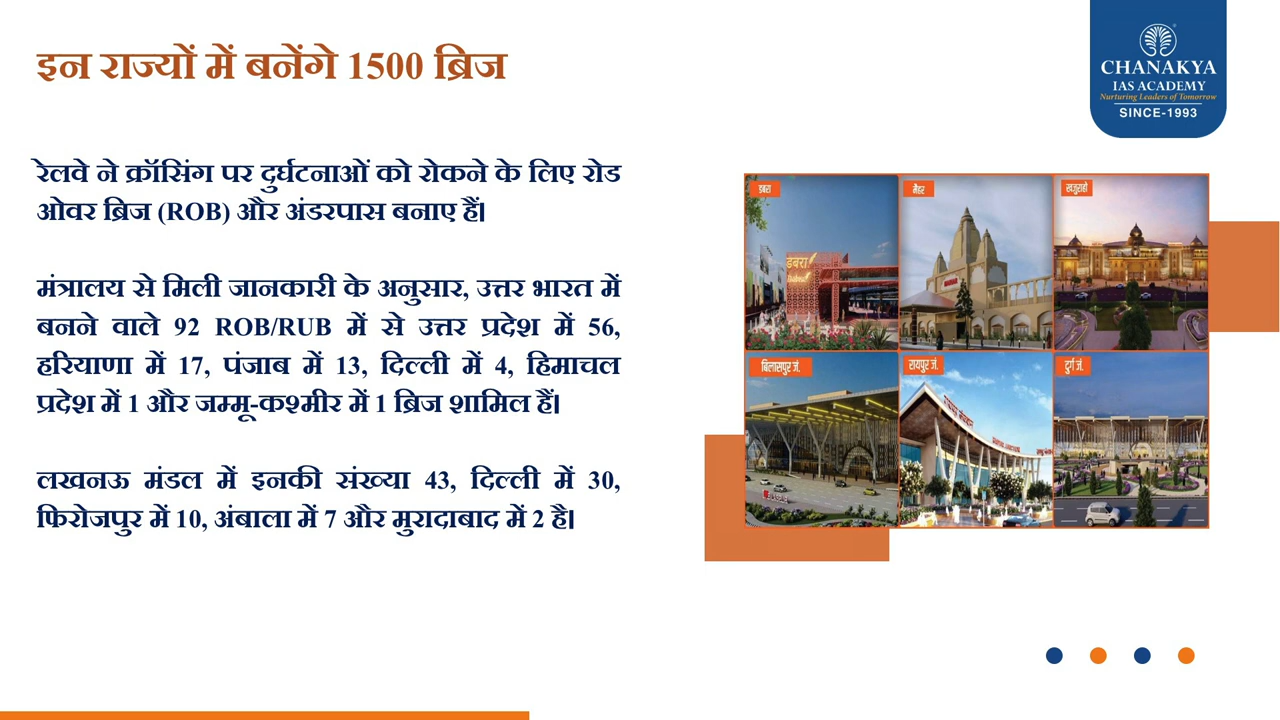 इन राज्यों में बनेंगे 1500 ब्रिज
CHANAKYA
IAS ACADEMY
Nurturing Leaders of Tomorrow
SINCE-1993
रेलवे ने क्रॉसिंग पर दुर्घटनाओं को रोकने के लिए रोड
ओवर ब्रिज (ROB) और अंडरपास बनाए हैं।
मंत्रालय से मिली जानकारी के अनुसार, उत्तर भारत में
बनने वाले 92 ROB/RUB में से उत्तर प्रदेश में 56,
हरियाणा में 17, पंजाब में 13, दिल्ली में 4, हिमाचल
प्रदेश में 1 और जम्मू-कश्मीर में 1 ब्रिज शामिल हैं।
लखनऊ मंडल में इनकी संख्या 43, दिल्ली में 30,
फिरोजपुर में 10, अंबाला में 7 और मुरादाबाद में 2 है।
डबरा
मैहर
खजुराहो
डबरा
बिलासपुर जं.
रायपुर जं.
दुर्ग जं.